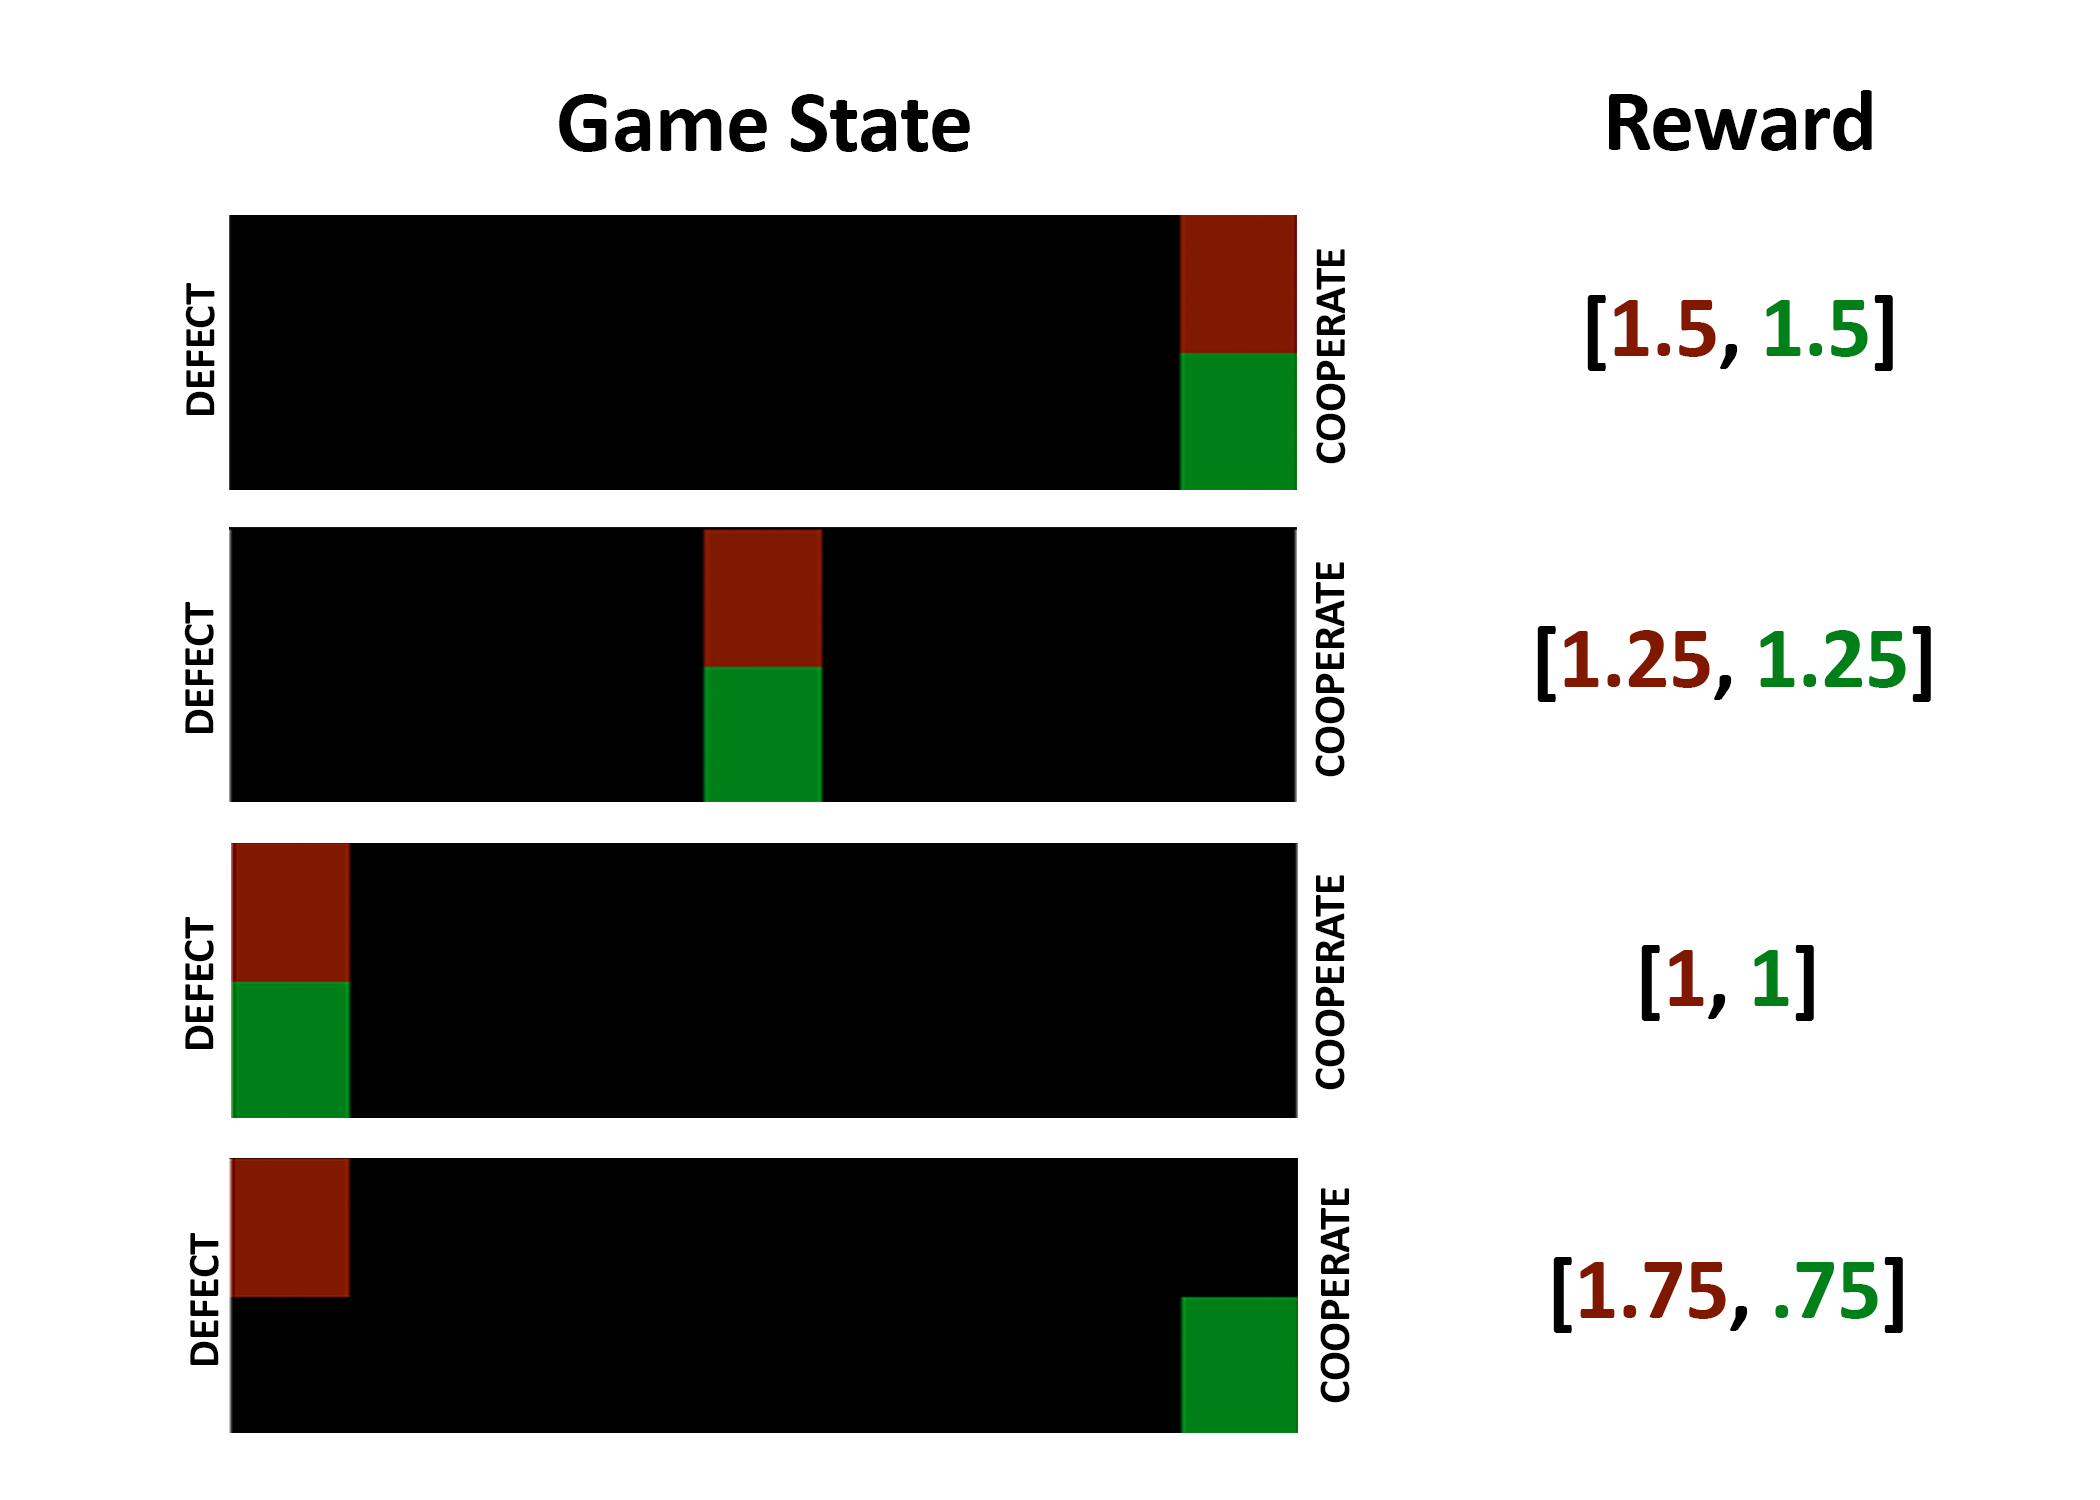 Game State
Reward
DEFECT
COOPERATE
[1.5, 1.5]
DEFECT
COOPERATE
[1.25, 1.25]
DEFECT
COOPERATE
[1, 1]
DEFECT
COOPERATE
[1.75, .75]